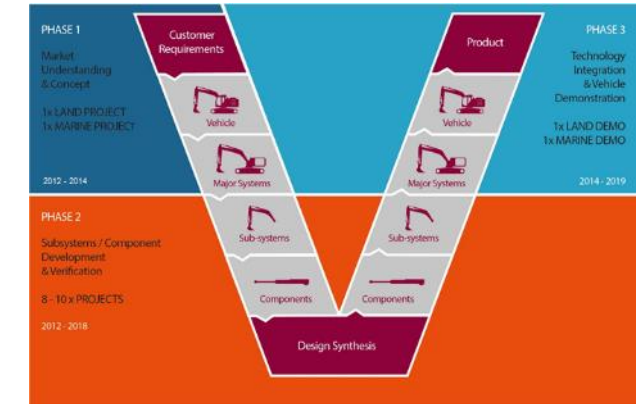 PHASE 1
Market
Understanding
& Concept
1x LAND PROJECT
1x MARINE PROJECT
2012 - 2014
Customer
Requirements
Vehicle
Major Systems
Sub-systems
Components
Design Synthesis
Product
Vehicle
Major Systems
Sub-systems
Components
PHASE 3
Technology
Integration
& Vehicle
Demonstration
1x LAND DEMO
1x MARINE DEMO
2014 - 2019
PHASE 2
Subsystems / Component
Development
& Verification
8 - 10 x PROJECTS
2012 - 2018